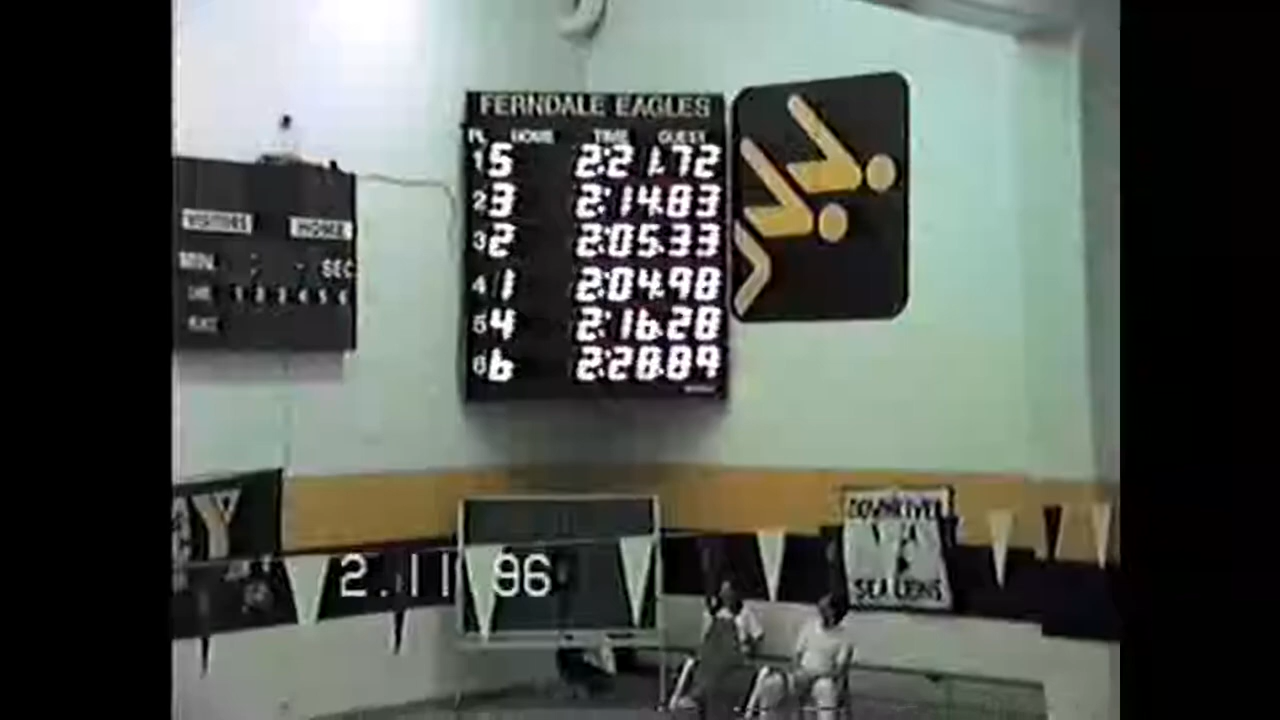 FERNDALE EAGLES
PL HOME TIME GUEST
1 5 2:21.72
2 3 2:14.83
3 2 2:05.33
4 1 2:04.98
5 4 2:16.28
6 6 2:28.89
VISITORS HOME
MIN. SEC
1 2 3 4 5 6
AY
DOWNRIVER
Y A
SEA LIONS
2.11.96